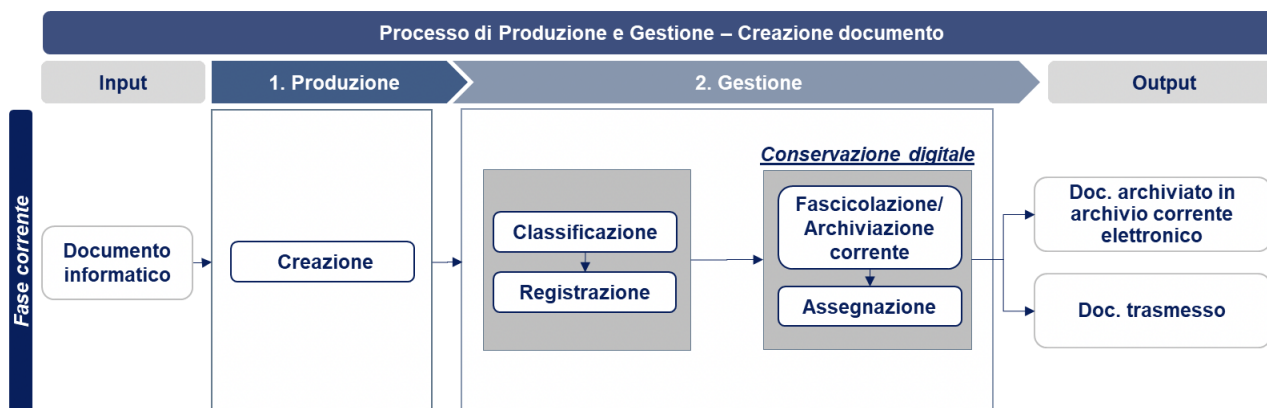 Processo di Produzione e Gestione – Creazione documento
Input
1. Produzione
2. Gestione
Output
Fase corrente
Documento
informatico
Creazione
Classificazione
Registrazione
Conservazione digitale
Fascicolazione/
Archiviazione
corrente
Assegnazione
Doc. archiviato in
archivio corrente
elettronico
Doc. trasmesso